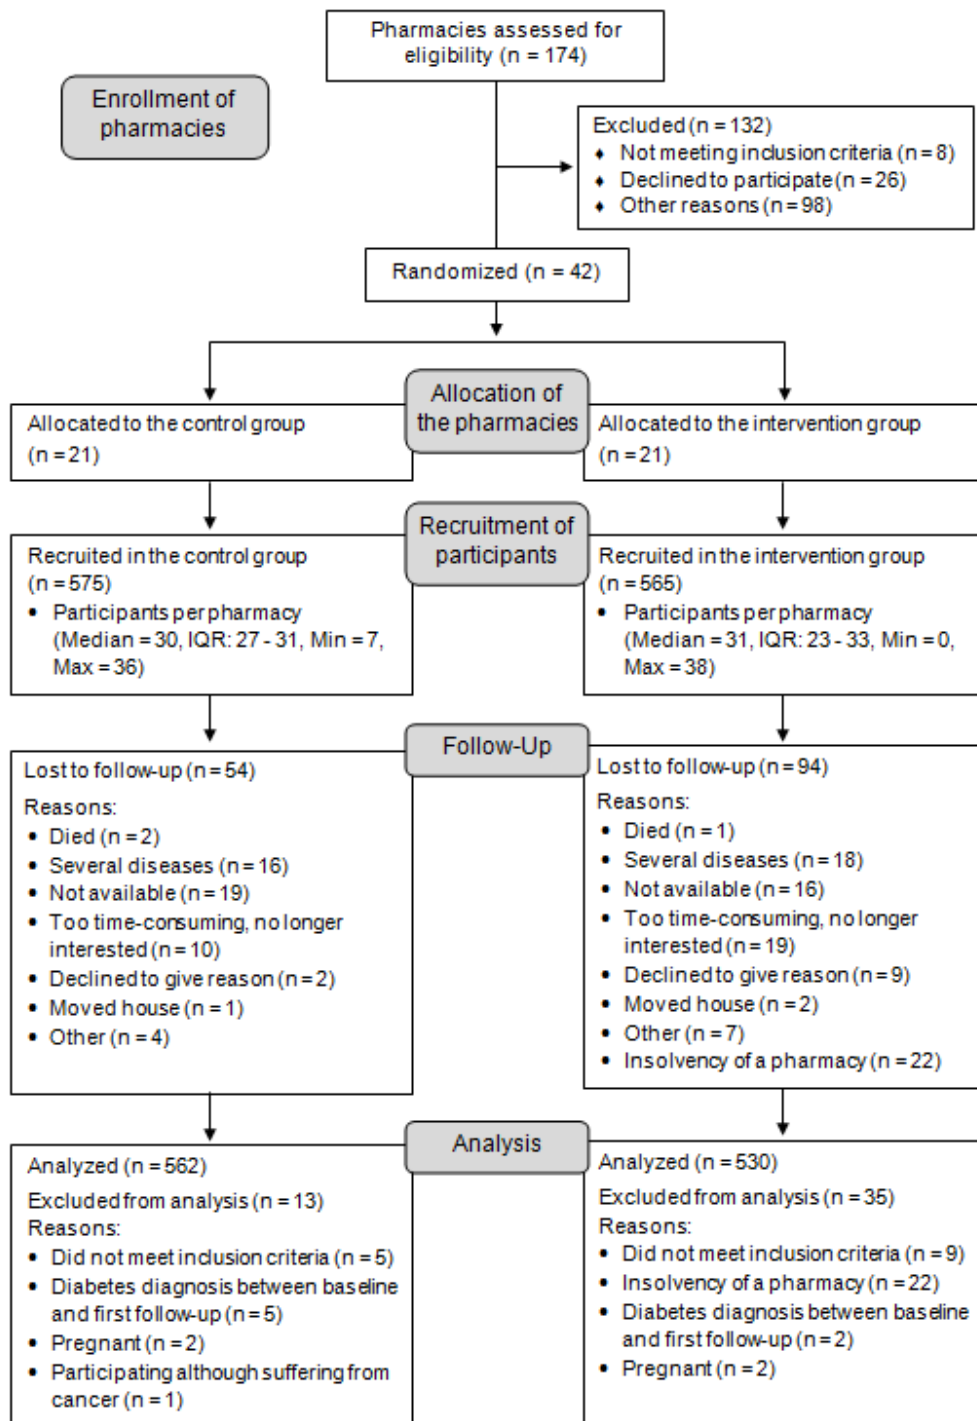 Pharmacies assessed for
eligibility (n = 174)
Enrollment of
pharmacies
Excluded (n = 132)
♦ Not meeting inclusion criteria (n = 8)
♦ Declined to participate (n = 26)
♦ Other reasons (n = 98)
Randomized (n = 42)
Allocation of
the pharmacies
Allocated to the control group
(n = 21)
Allocated to the intervention group
(n = 21)
Recruitment of
participants
Recruited in the control group
(n = 575)
• Participants per pharmacy
(Median = 30, IQR: 27 - 31, Min = 7,
Max = 36)
Recruited in the intervention group
(n = 565)
• Participants per pharmacy
(Median = 31, IQR: 23 - 33, Min = 0,
Max = 38)
Follow-Up
Lost to follow-up (n = 54)
Reasons:
• Died (n = 2)
• Several diseases (n = 16)
• Not available (n = 19)
• Too time-consuming, no longer
interested (n = 10)
• Declined to give reason (n = 2)
• Moved house (n = 1)
• Other (n = 4)
Lost to follow-up (n = 94)
Reasons:
• Died (n = 1)
• Several diseases (n = 18)
• Not available (n = 16)
• Too time-consuming, no longer
interested (n = 19)
• Declined to give reason (n = 9)
• Moved house (n = 2)
• Other (n = 7)
• Insolvency of a pharmacy (n = 22)
Analysis
Analyzed (n = 562)
Excluded from analysis (n = 13)
Reasons:
• Did not meet inclusion criteria (n = 5)
• Diabetes diagnosis between baseline
and first follow-up (n = 5)
• Pregnant (n = 2)
• Participating although suffering from
cancer (n = 1)
Analyzed (n = 530)
Excluded from analysis (n = 35)
Reasons:
• Did not meet inclusion criteria (n = 9)
• Insolvency of a pharmacy (n = 22)
• Diabetes diagnosis between baseline
and first follow-up (n = 2)
• Pregnant (n = 2)